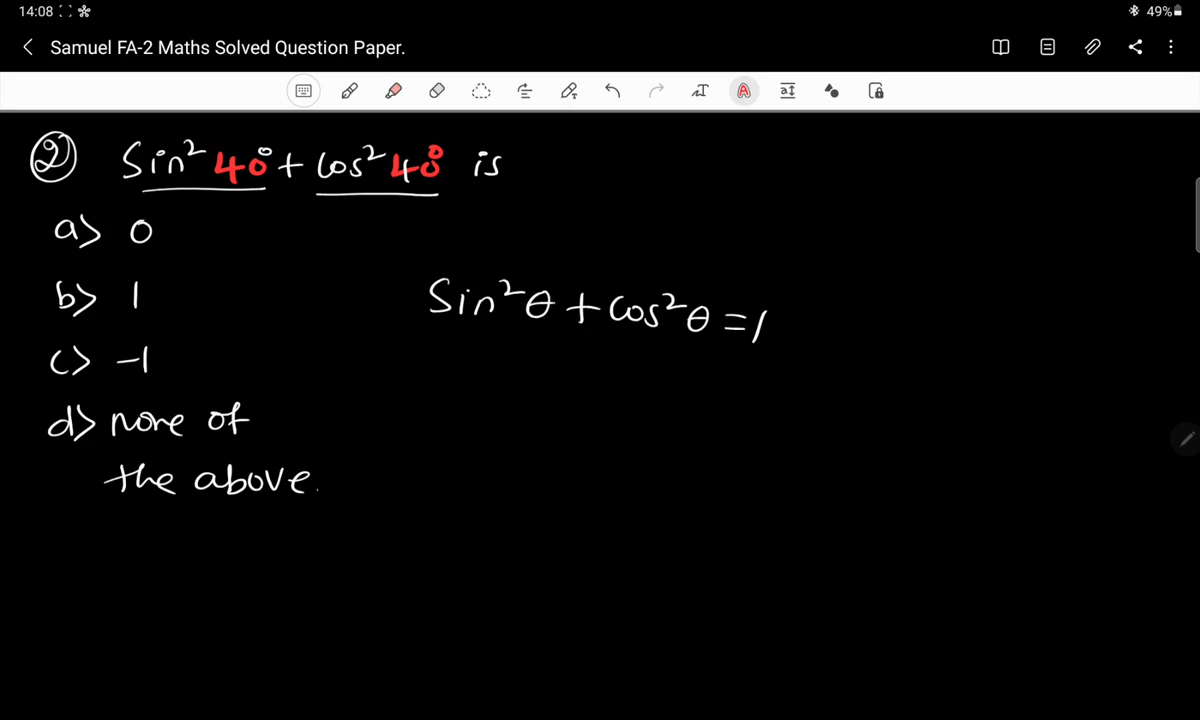 14:08
49%
Samuel FA-2 Maths Solved Question Paper.
② Sin² 40° + Cos² 40° is
a> 0
b> 1
Sin²θ + Cos²θ = 1
c> -1
d> none of
the above.